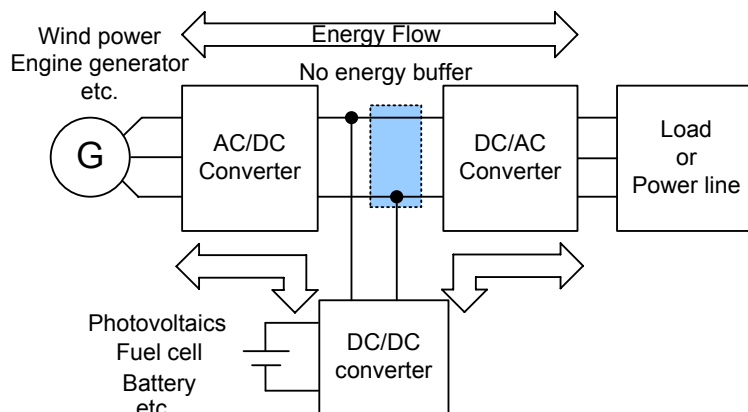 Energy Flow
Wind power
Engine generator
etc.
No energy buffer
G
AC/DC
Converter
DC/AC
Converter
Load
or
Power line
Photovoltaics
Fuel cell
Battery
etc
DC/DC
converter